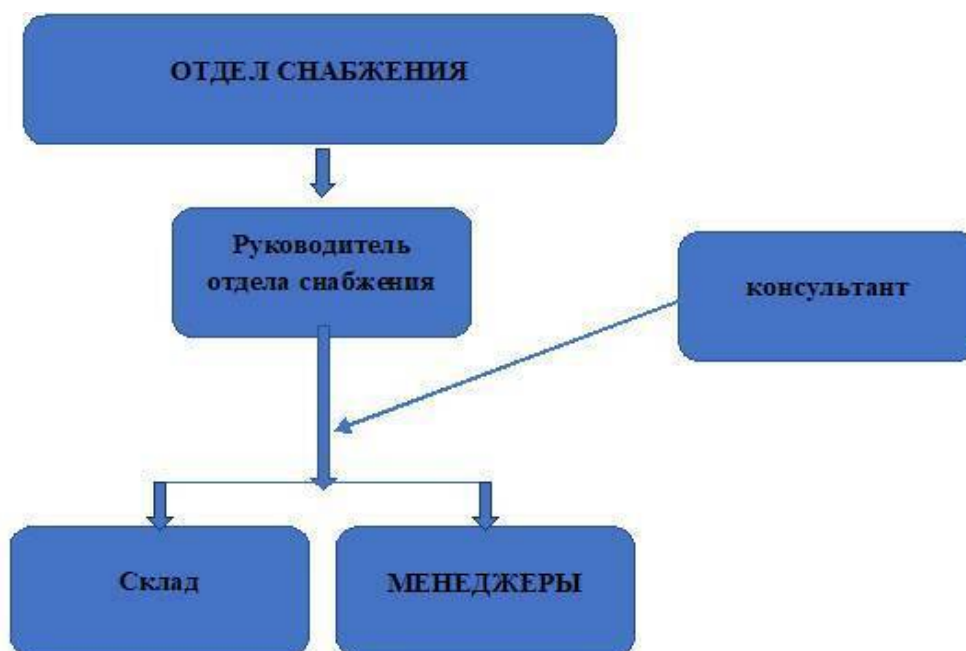 ОТДЕЛ СНАБЖЕНИЯ
Руководитель
отдела снабжения
консультант
Склад
МЕНЕДЖЕРЫ